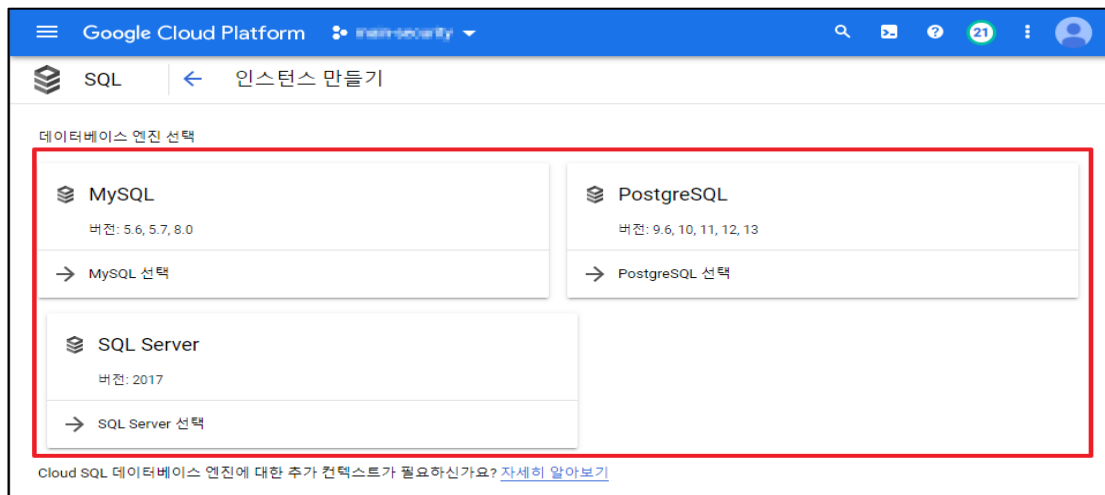 Google Cloud Platform
21
SQL
인스턴스 만들기
데이터베이스 엔진 선택
MySQL
버전: 5.6, 5.7, 8.0
MySQL 선택
PostgreSQL
버전: 9.6, 10, 11, 12, 13
PostgreSQL 선택
SQL Server
버전: 2017
SQL Server 선택
Cloud SQL 데이터베이스 엔진에 대한 추가 컨텍스트가 필요하신가요? 자세히 알아보기